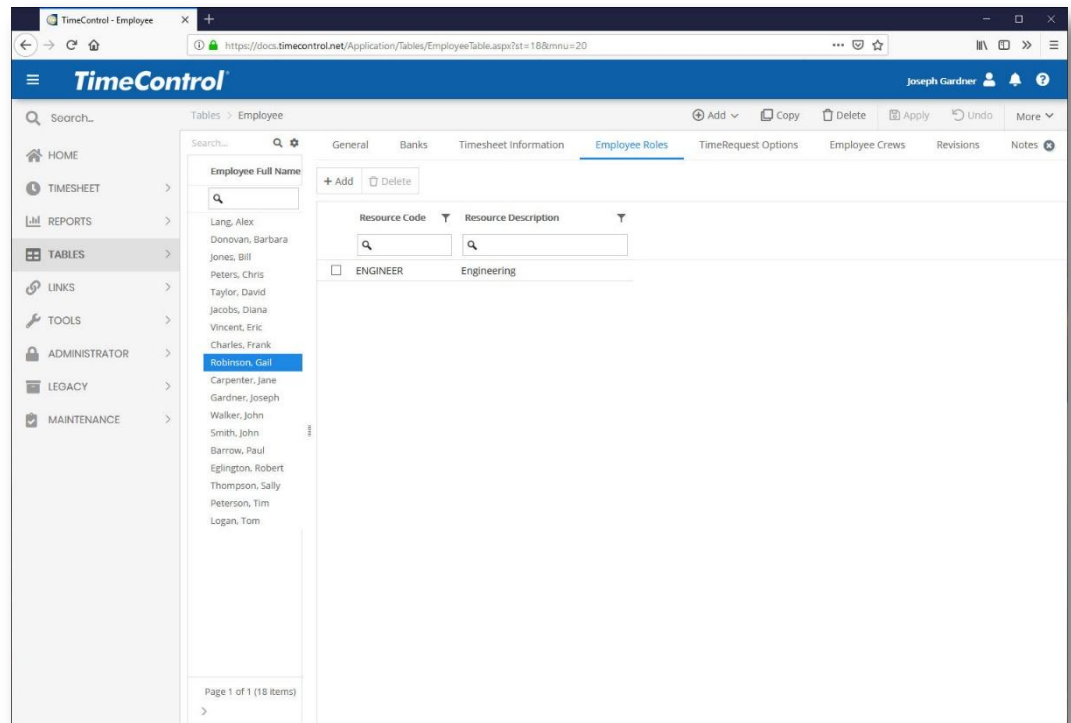 TimeControl - Employee
https://docs.timecontrol.net/Application/Tables/EmployeeTable.aspx?st=18&mnu=20
TimeControl
Joseph Gardner
Search...
Tables > Employee
Add
Copy
Delete
Apply
Undo
More
HOME
TIMESHEET
REPORTS
TABLES
LINKS
TOOLS
ADMINISTRATOR
LEGACY
MAINTENANCE
Search...
Employee Full Name
Lang, Alex
Donovan, Barbara
Jones, Bill
Peters, Chris
Taylor, David
Jacobs, Diana
Vincent, Eric
Charles, Frank
Robinson, Gail
Carpenter, Jane
Gardner, Joseph
Walker, John
Smith, John
Barrow, Paul
Eglington, Robert
Thompson, Sally
Peterson, Tim
Logan, Tom
Page 1 of 1 (18 items)
General Banks Timesheet Information Employee Roles TimeRequest Options Employee Crews Revisions Notes
+ Add Delete
Resource Code Resource Description
ENGINEER Engineering